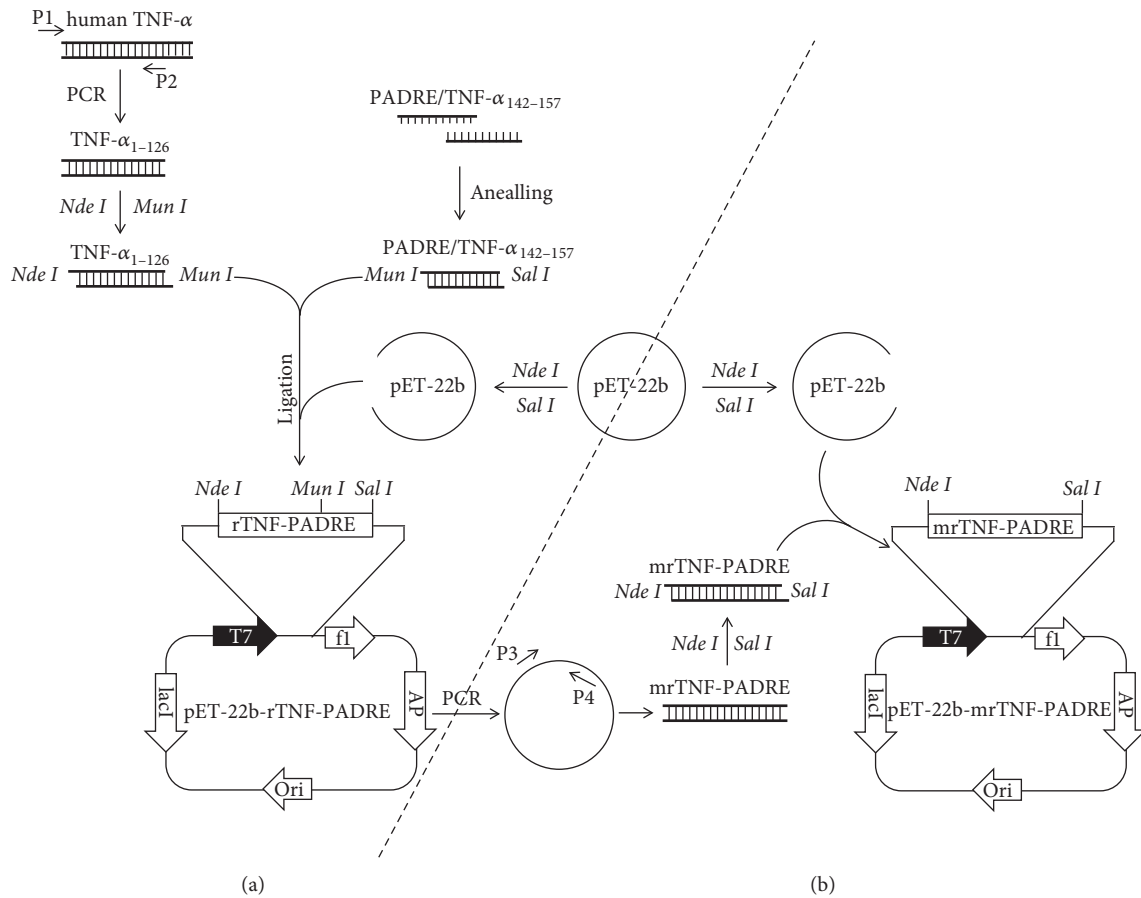 P1
human TNF-α
P2
PCR
TNF-α1–126
Nde I
Mun I
TNF-α1–126
Nde I
Mun I
PADRE/TNF-α142–157
Anealling
PADRE/TNF-α142–157
Mun I
Sal I
Ligation
pET-22b
Nde I
Sal I
pET-22b
Nde I
Sal I
pET-22b
Nde I
Mun I
Sal I
rTNF-PADRE
T7
f1
lacI
AP
pET-22b-rTNF-PADRE
Ori
PCR
P3
P4
mrTNF-PADRE
Nde I
Sal I
mrTNF-PADRE
Nde I
Sal I
Nde I
Sal I
mrTNF-PADRE
T7
f1
lacI
AP
pET-22b-mrTNF-PADRE
Ori
(a)
(b)